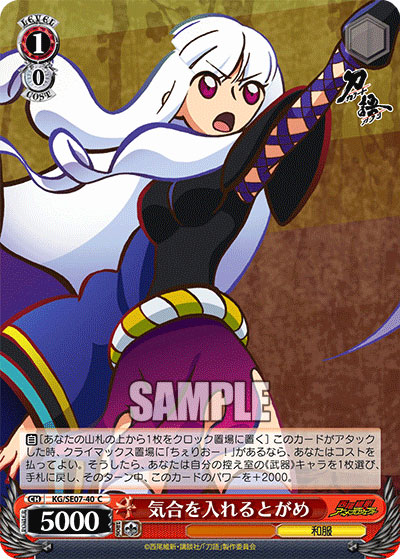 LEVEL
1
0
COST
刀語
カタナガタリ
SAMPLE
自[あなたの山札の上から1枚をクロック置場に置く] このカードがアタック
した時、クライマックス置場に「ちぇりおー！」があるなら、あなたはコスト
を払ってよい。そうしたら、あなたは自分の控え室の《武器》キャラを1枚選び、
手札に戻し、そのターン中、このカードのパワーを+2000。
CH KG/SE07-40 C
気合を入れるとがめ
5000
和服
©西尾維新・講談社／「刀語」製作委員会